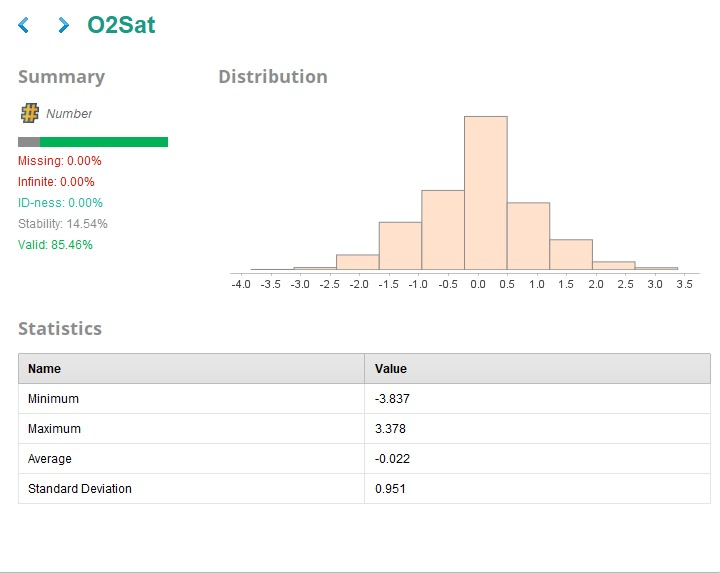 O2Sat
Summary
Distribution
Number
Missing: 0.00%
Infinite: 0.00%
ID-ness: 0.00%
Stability: 14.54%
Valid: 85.46%
-4.0 -3.5 -3.0 -2.5 -2.0 -1.5 -1.0 -0.5 0.0 0.5 1.0 1.5 2.0 2.5 3.0 3.5
Statistics
Name Value
Minimum -3.837
Maximum 3.378
Average -0.022
Standard Deviation 0.951